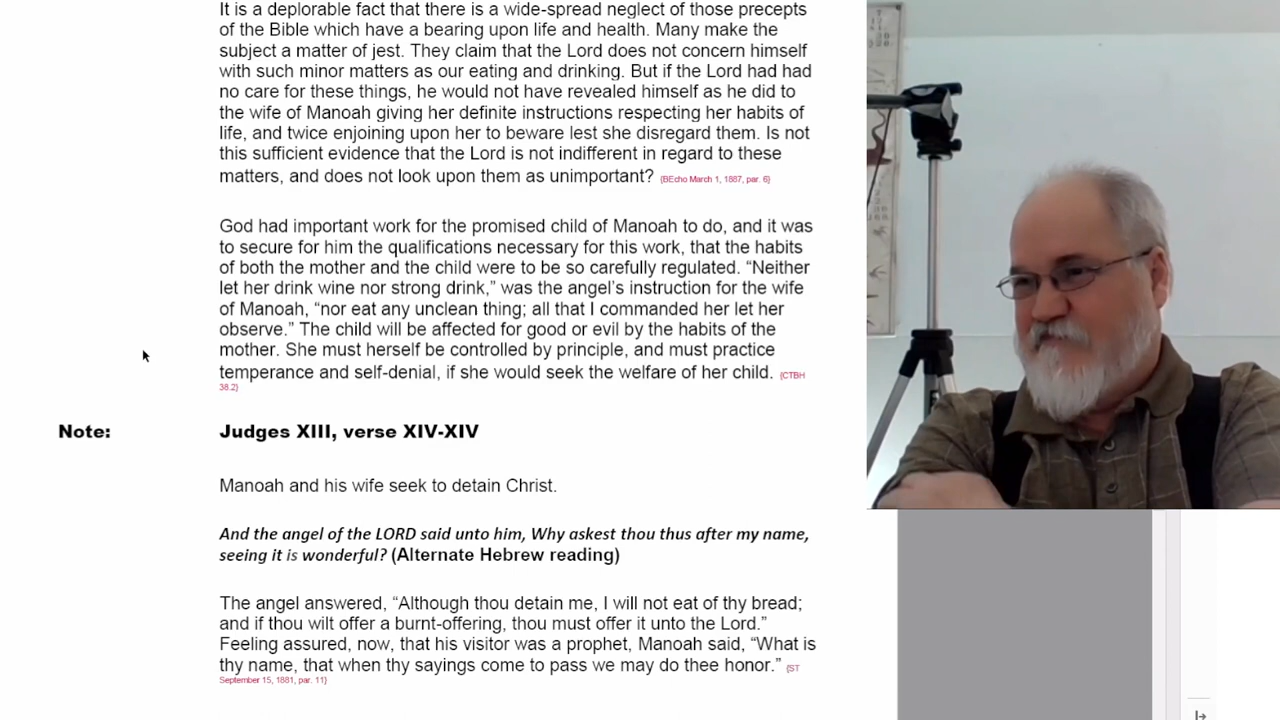 It is a deplorable fact that there is a wide-spread neglect of those precepts
of the Bible which have a bearing upon life and health. Many make the
subject a matter of jest. They claim that the Lord does not concern himself
with such minor matters as our eating and drinking. But if the Lord had had
no care for these things, he would not have revealed himself as he did to
the wife of Manoah giving her definite instructions respecting her habits of
life, and twice enjoining upon her to beware lest she disregard them. Is not
this sufficient evidence that the Lord is not indifferent in regard to these
matters, and does not look upon them as unimportant? {BEcho March 1, 1887, par. 6}
God had important work for the promised child of Manoah to do, and it was
to secure for him the qualifications necessary for this work, that the habits
of both the mother and the child were to be so carefully regulated. “Neither
let her drink wine nor strong drink,” was the angel’s instruction for the wife
of Manoah, “nor eat any unclean thing; all that I commanded her let her
observe.” The child will be affected for good or evil by the habits of the
mother. She must herself be controlled by principle, and must practice
temperance and self-denial, if she would seek the welfare of her child. {CTBH
38.2}
Note: Judges XIII, verse XIV-XIV
Manoah and his wife seek to detain Christ.
And the angel of the LORD said unto him, Why askest thou thus after my name,
seeing it is wonderful? (Alternate Hebrew reading)
The angel answered, “Although thou detain me, I will not eat of thy bread;
and if thou wilt offer a burnt-offering, thou must offer it unto the Lord.”
Feeling assured, now, that his visitor was a prophet, Manoah said, “What is
thy name, that when thy sayings come to pass we may do thee honor.” {ST
September 15, 1881, par. 11}